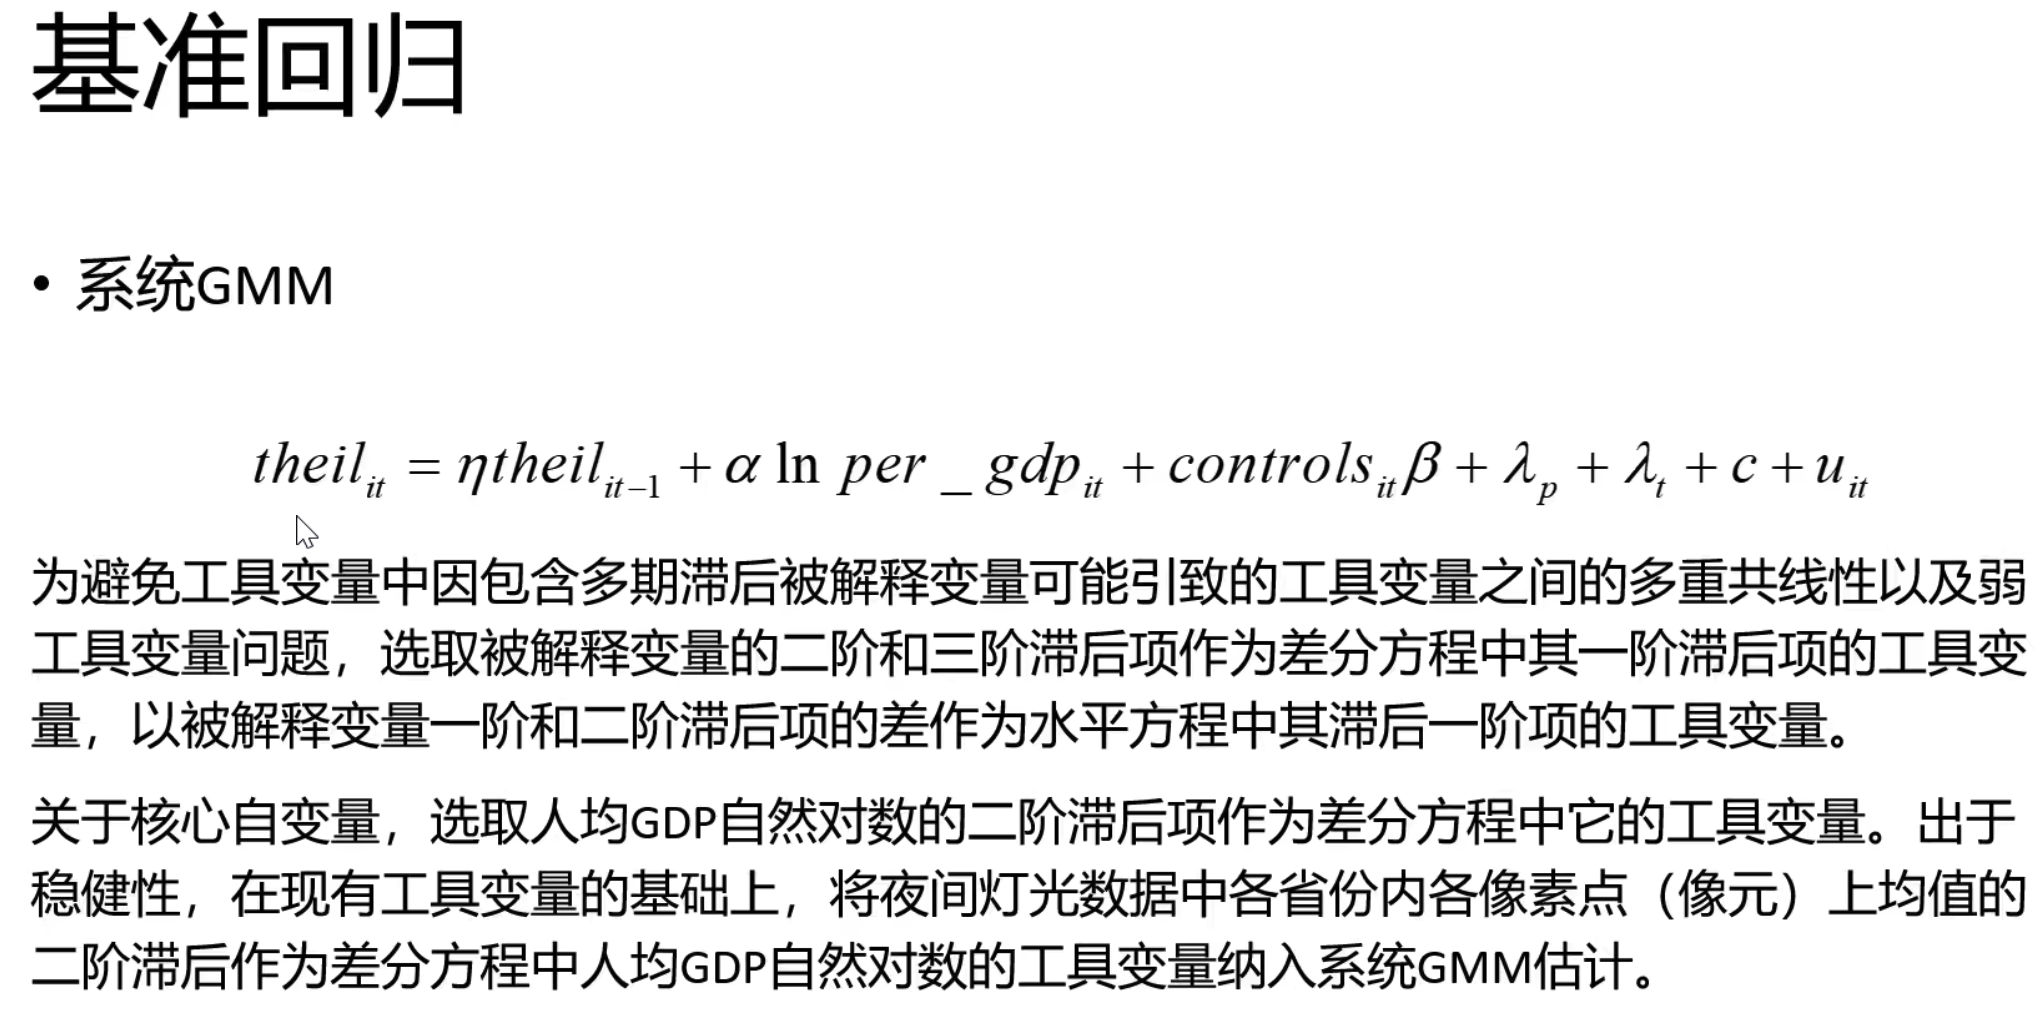 基准回归
• 系统GMM
theil_{it} = ηtheil_{it-1} + α ln per _ gdp_{it} + controls_{it}β + λ_p + λ_t + c + u_{it}
为避免工具变量中因包含多期滞后被解释变量可能引致的工具变量之间的多重共线性以及弱
工具变量问题，选取被解释变量的二阶和三阶滞后项作为差分方程中其一阶滞后项的工具变
量，以被解释变量一阶和二阶滞后项的差作为水平方程中其滞后一阶项的工具变量。
关于核心自变量，选取人均GDP自然对数的二阶滞后项作为差分方程中它的工具变量。出于
稳健性，在现有工具变量的基础上，将夜间灯光数据中各省份内各像素点（像元）上均值的
二阶滞后作为差分方程中人均GDP自然对数的工具变量纳入系统GMM估计。